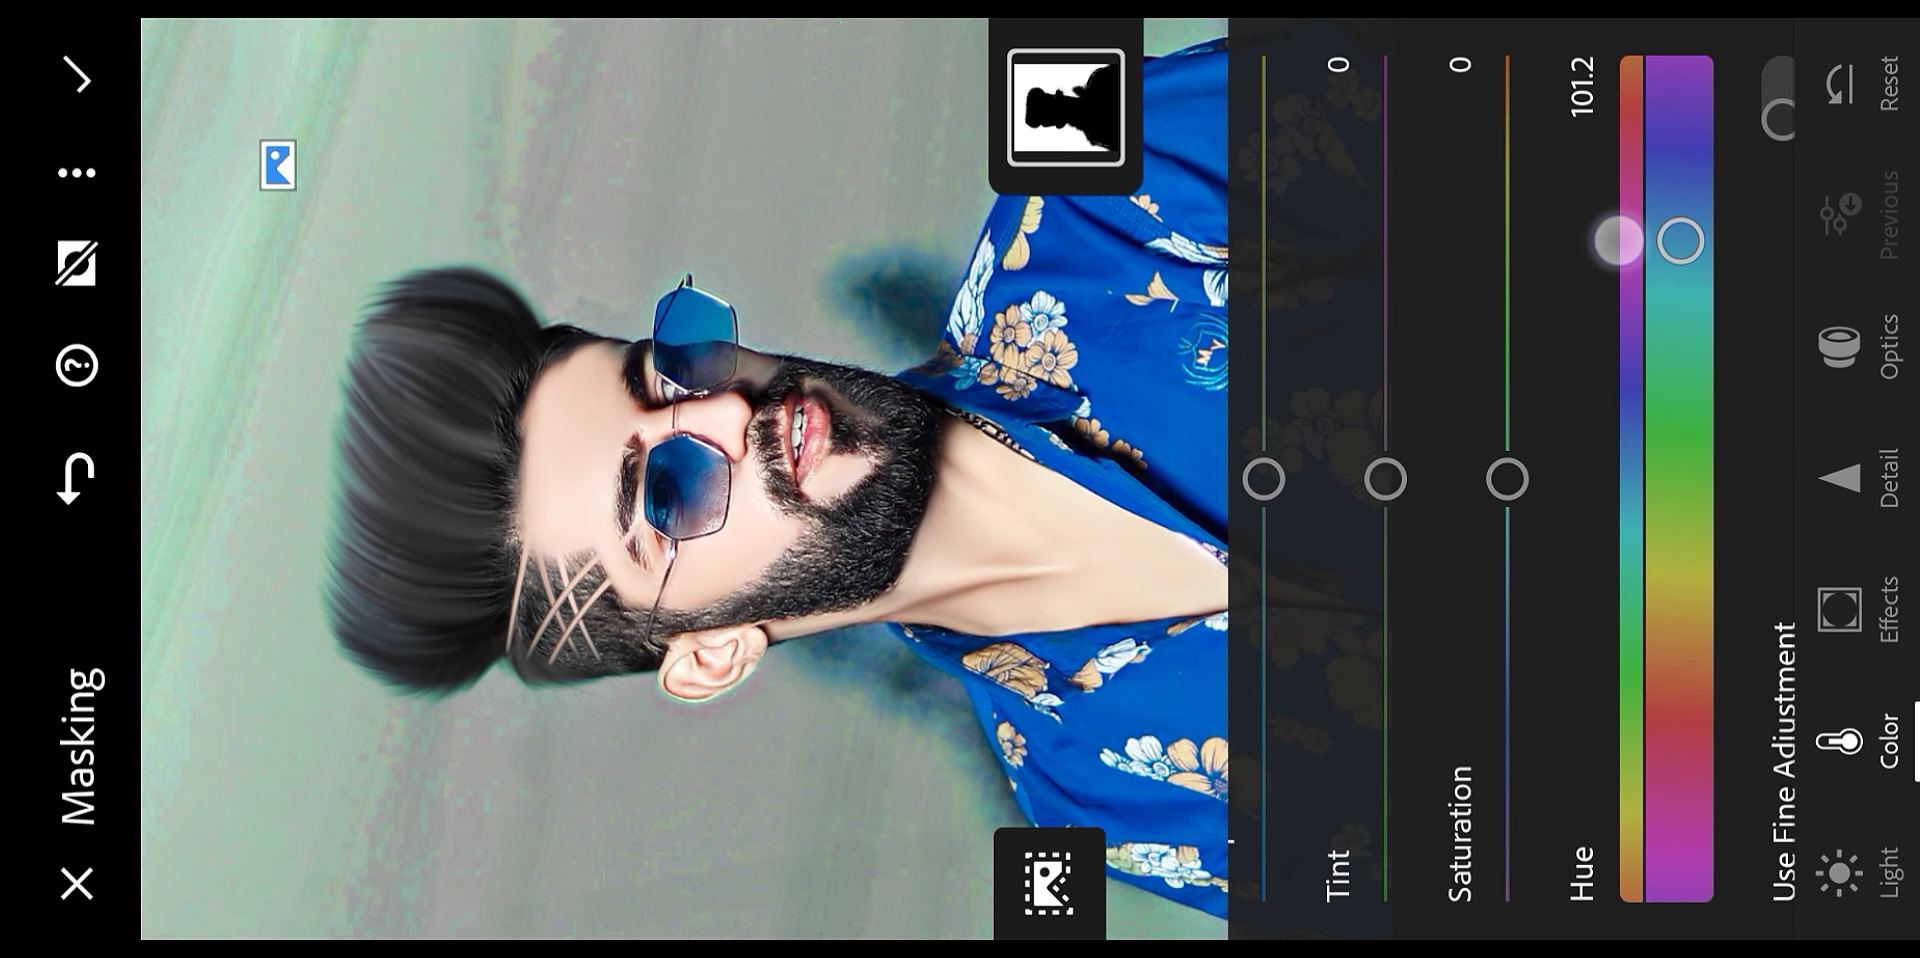 Masking
Tint
0
Saturation
0
Hue
101.2
Use Fine Adjustment
Light
Color
Effects
Detail
Optics
Previous
Reset